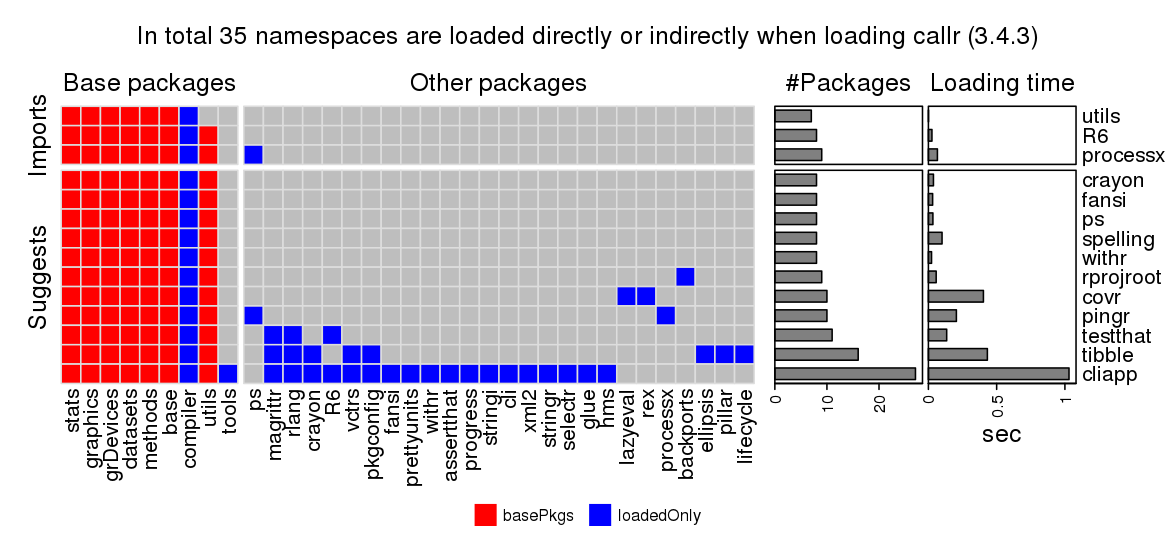 In total 35 namespaces are loaded directly or indirectly when loading callr (3.4.3)
Base packages
Other packages
#Packages
Loading time
Imports
Suggests
utils
R6
processx
crayon
fansi
ps
spelling
withr
rprojroot
covr
pingr
testthat
tibble
cliapp
stats
graphics
grDevices
datasets
methods
base
compiler
utils
tools
ps
magrittr
rlang
crayon
R6
vctrs
pkgconfig
fansi
prettyunits
withr
assertthat
progress
stringi
cli
xml2
stringr
selectr
glue
hms
lazyeval
rex
processx
backports
ellipsis
pillar
lifecycle
0
10
20
0
0.5
1
sec
basePkgs
loadedOnly